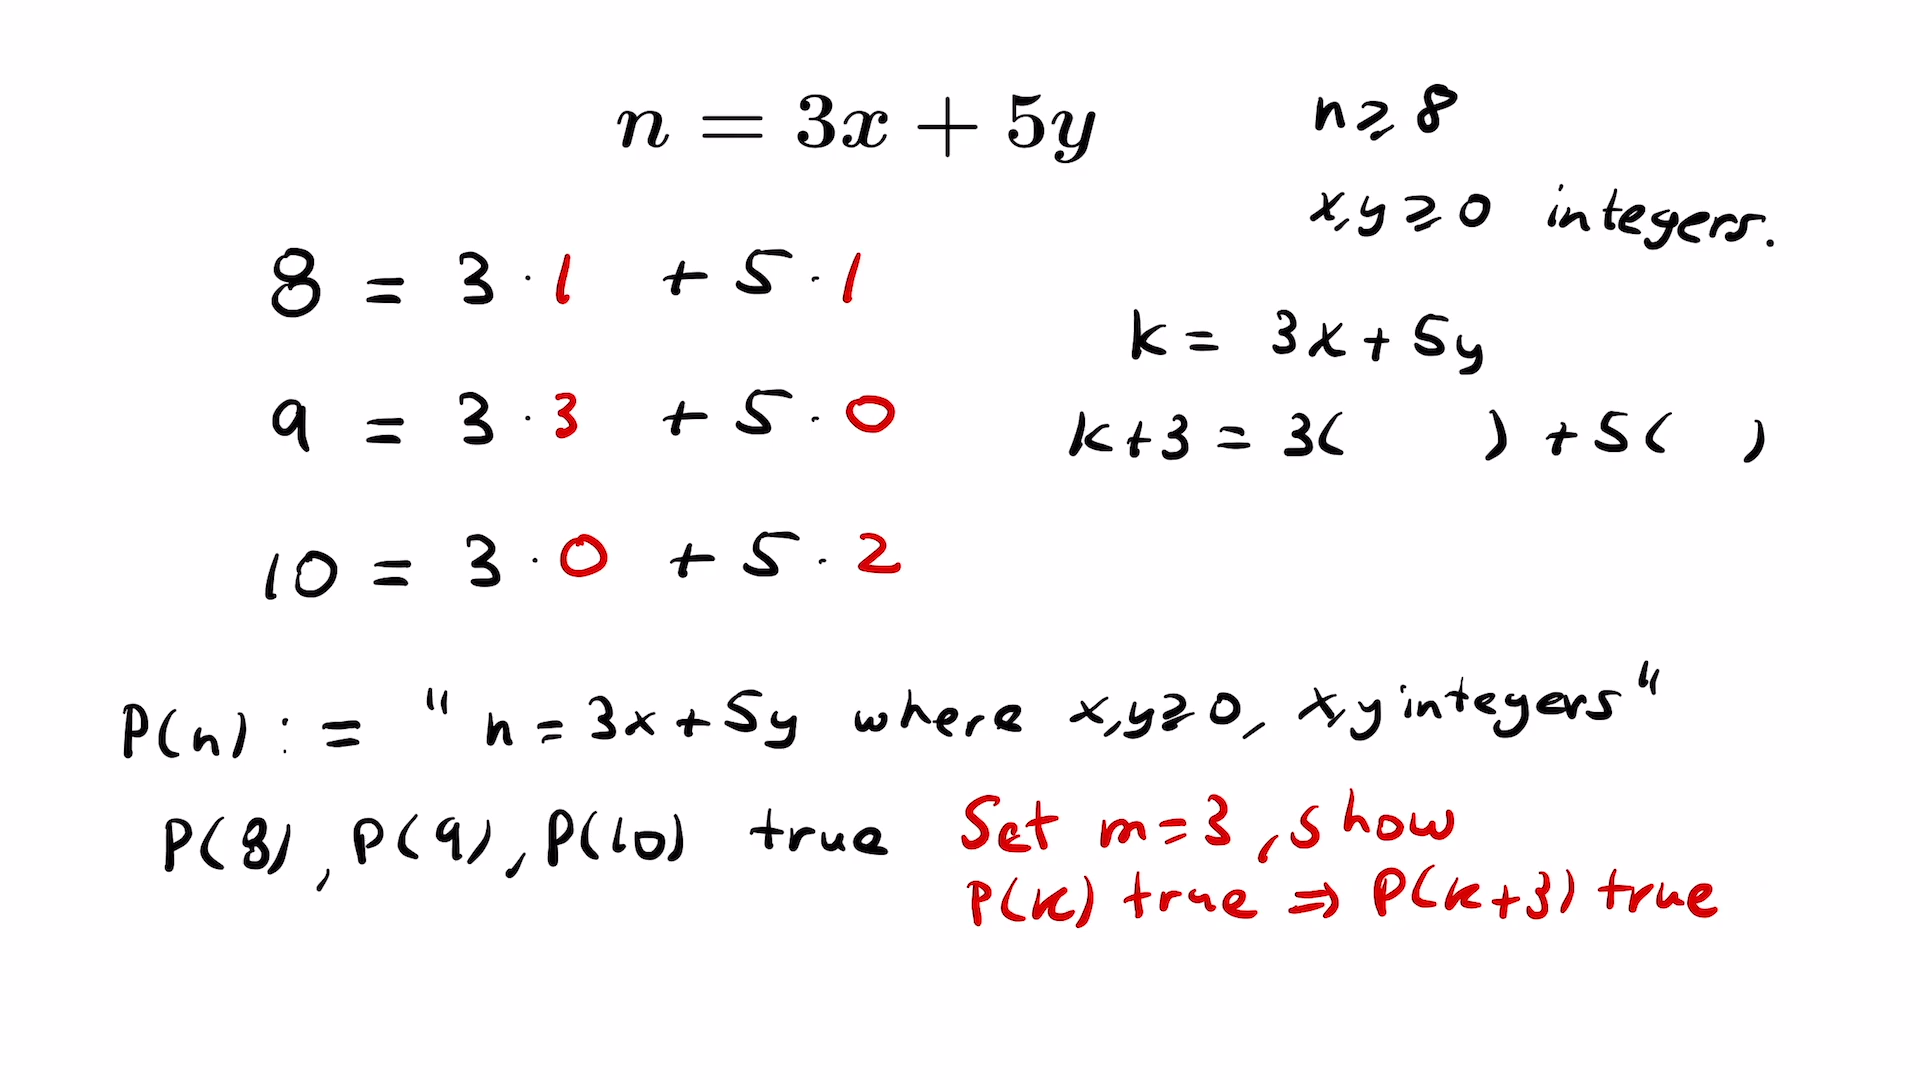 n = 3x + 5y
n ⩾ 8
x,y ⩾ 0 integers.
8 = 3 · 1 + 5 · 1
k = 3x + 5y
9 = 3 · 3 + 5 · 0
k+3 = 3( ) + 5( )
10 = 3 · 0 + 5 · 2
P(n) := " n = 3x + 5y where x,y ⩾ 0, x,y integers "
P(8), P(9), P(10) true
Set m = 3, show
P(k) true ⇒ P(k+3) true